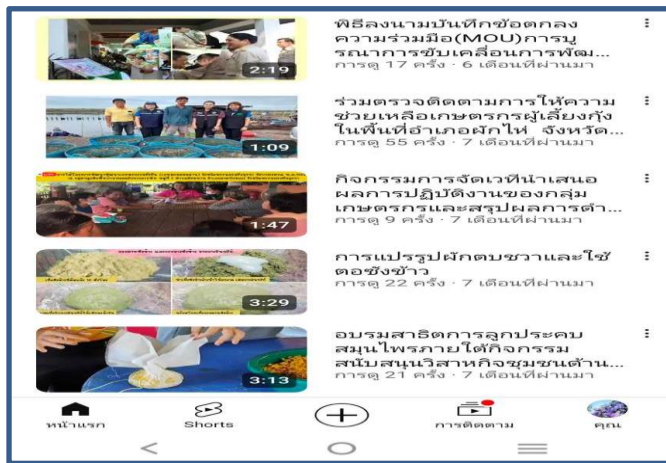 พิธีลงนามบันทึกข้อตกลง
ความร่วมมือ(MOU)การบู
รณาการขับเคลื่อนการพัฒ...
การดู 17 ครั้ง · 6 เดือนที่ผ่านมา
2:19
ร่วมตรวจติดตามการให้ความ
ช่วยเหลือเกษตรกรผู้เลี้ยงกุ้ง
ในพื้นที่อำเภอผักไห่ จังหวัด...
การดู 55 ครั้ง · 7 เดือนที่ผ่านมา
1:09
กิจกรรมการจัดเวทีนำเสนอ
ผลการปฏิบัติงานของกลุ่ม
เกษตรกรและสรุปผลการดำ...
การดู 9 ครั้ง · 7 เดือนที่ผ่านมา
1:47
การแปรรูปผักตบชวาและใช้
ตอซังข้าว
การดู 22 ครั้ง · 7 เดือนที่ผ่านมา
3:29
อบรมสาธิตการลูกประคบ
สมุนไพรภายใต้กิจกรรม
สนับสนุนวิสาหกิจชุมชนด้าน...
การดู 21 ครั้ง · 7 เดือนที่ผ่านมา
3:13
หน้าแรก
Shorts
การติดตาม
คุณ